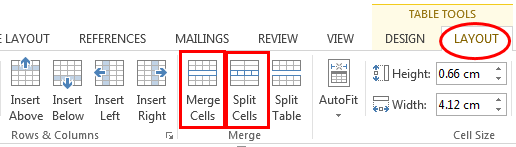 TABLE TOOLS
LAYOUT REFERENCES MAILINGS REVIEW VIEW DESIGN LAYOUT
Insert Above
Insert Below
Insert Left
Insert Right
Merge Cells
Split Cells
Split Table
AutoFit
Height: 0.66 cm
Width: 4.12 cm
Rows & Columns
Merge
Cell Size